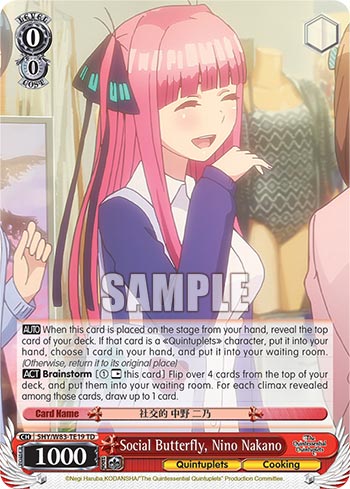 LEVEL
0
0
COST
SAMPLE
AUTO When this card is placed on the stage from your hand, reveal the top
card of your deck. If that card is a «Quintuplets» character, put it into your
hand, choose 1 card in your hand, and put it into your waiting room.
(Otherwise, return it to its original place)
ACT Brainstorm [① this card] Flip over 4 cards from the top of your
deck, and put them into your waiting room. For each climax revealed
among those cards, draw up to 1 card.
Card Name 社交的 中野 二乃
CH 5HY/W83-TE19 TD
1000
Social Butterfly, Nino Nakano
The Quintessential Quintuplets
Quintuplets Cooking
©Negi Haruba,KODANSHA/"The Quintessential Quintuplets" Production Committee.